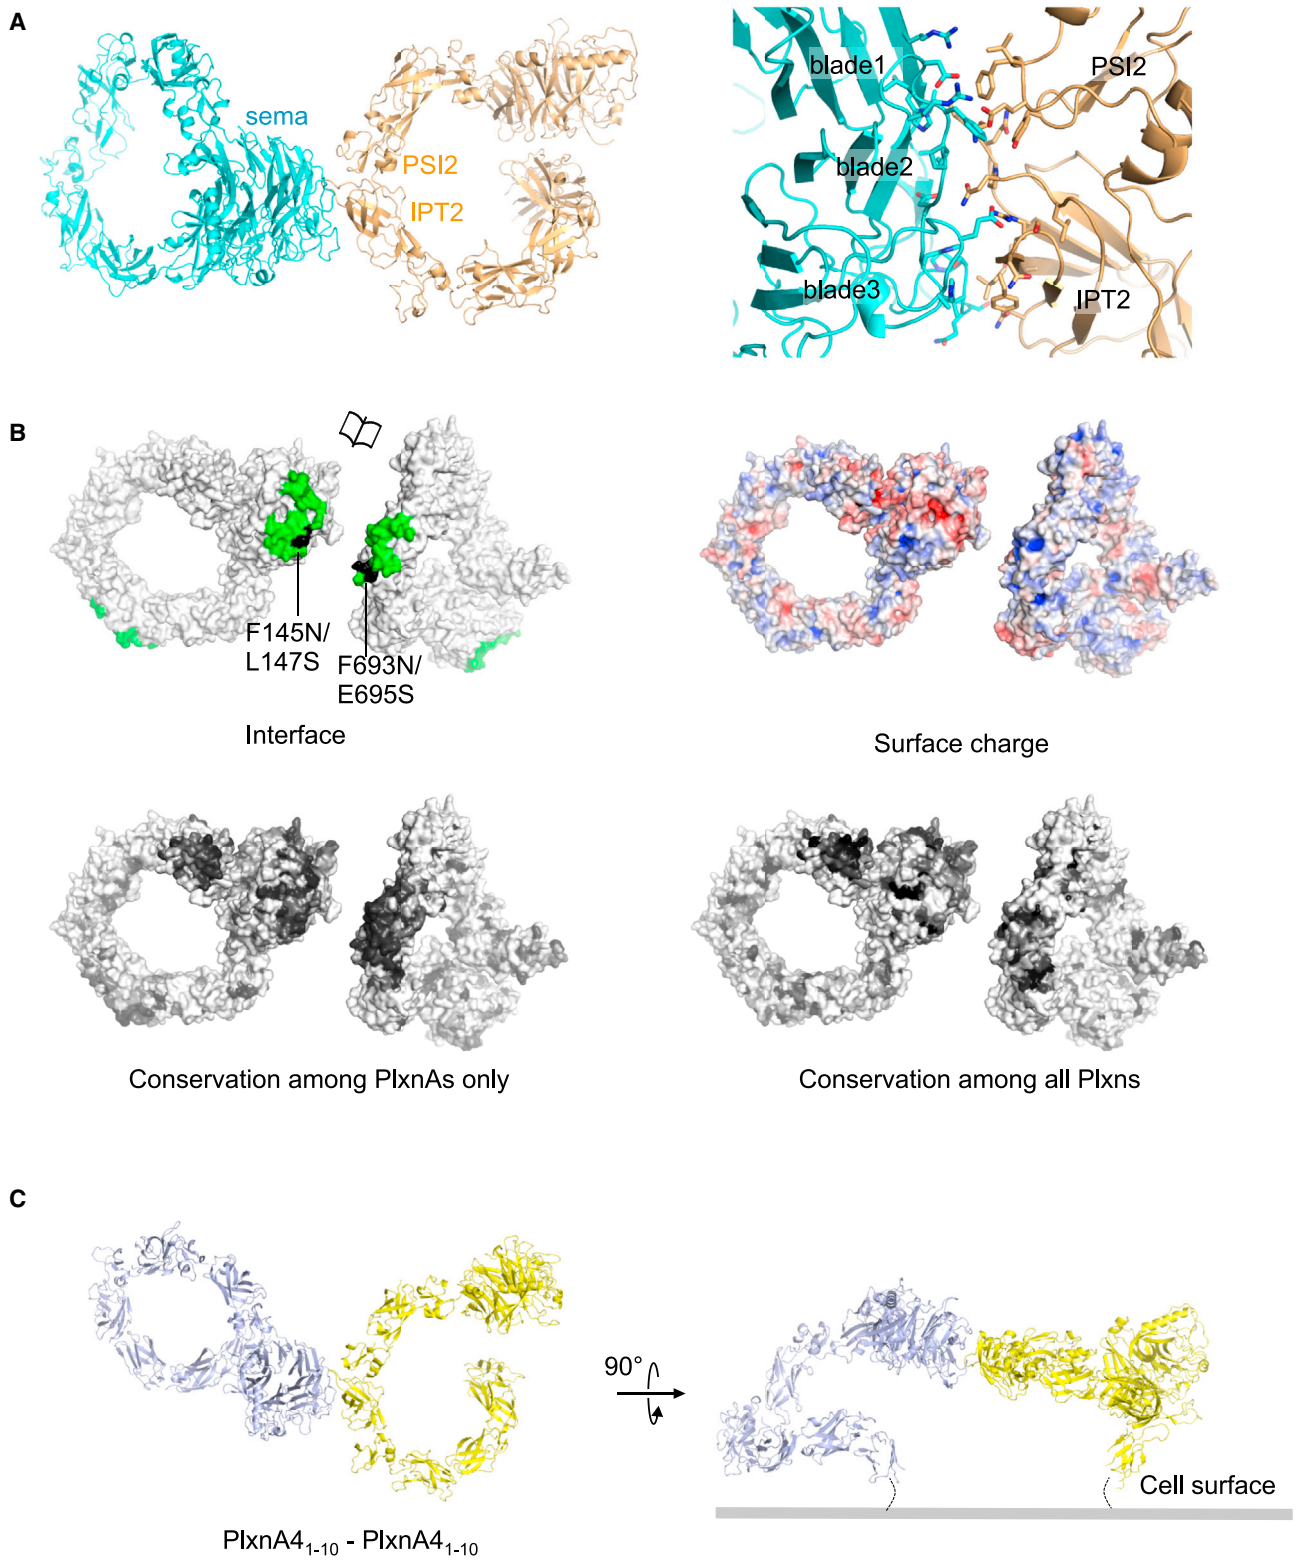 A
sema
PSI2
IPT2
blade1
blade2
blade3
PSI2
IPT2
B
F145N/
L147S
F693N/
E695S
Interface
Surface charge
Conservation among PlxnAs only
Conservation among all Plxns
C
90°
Cell surface
PlxnA4₁₋₁₀ - PlxnA4₁₋₁₀